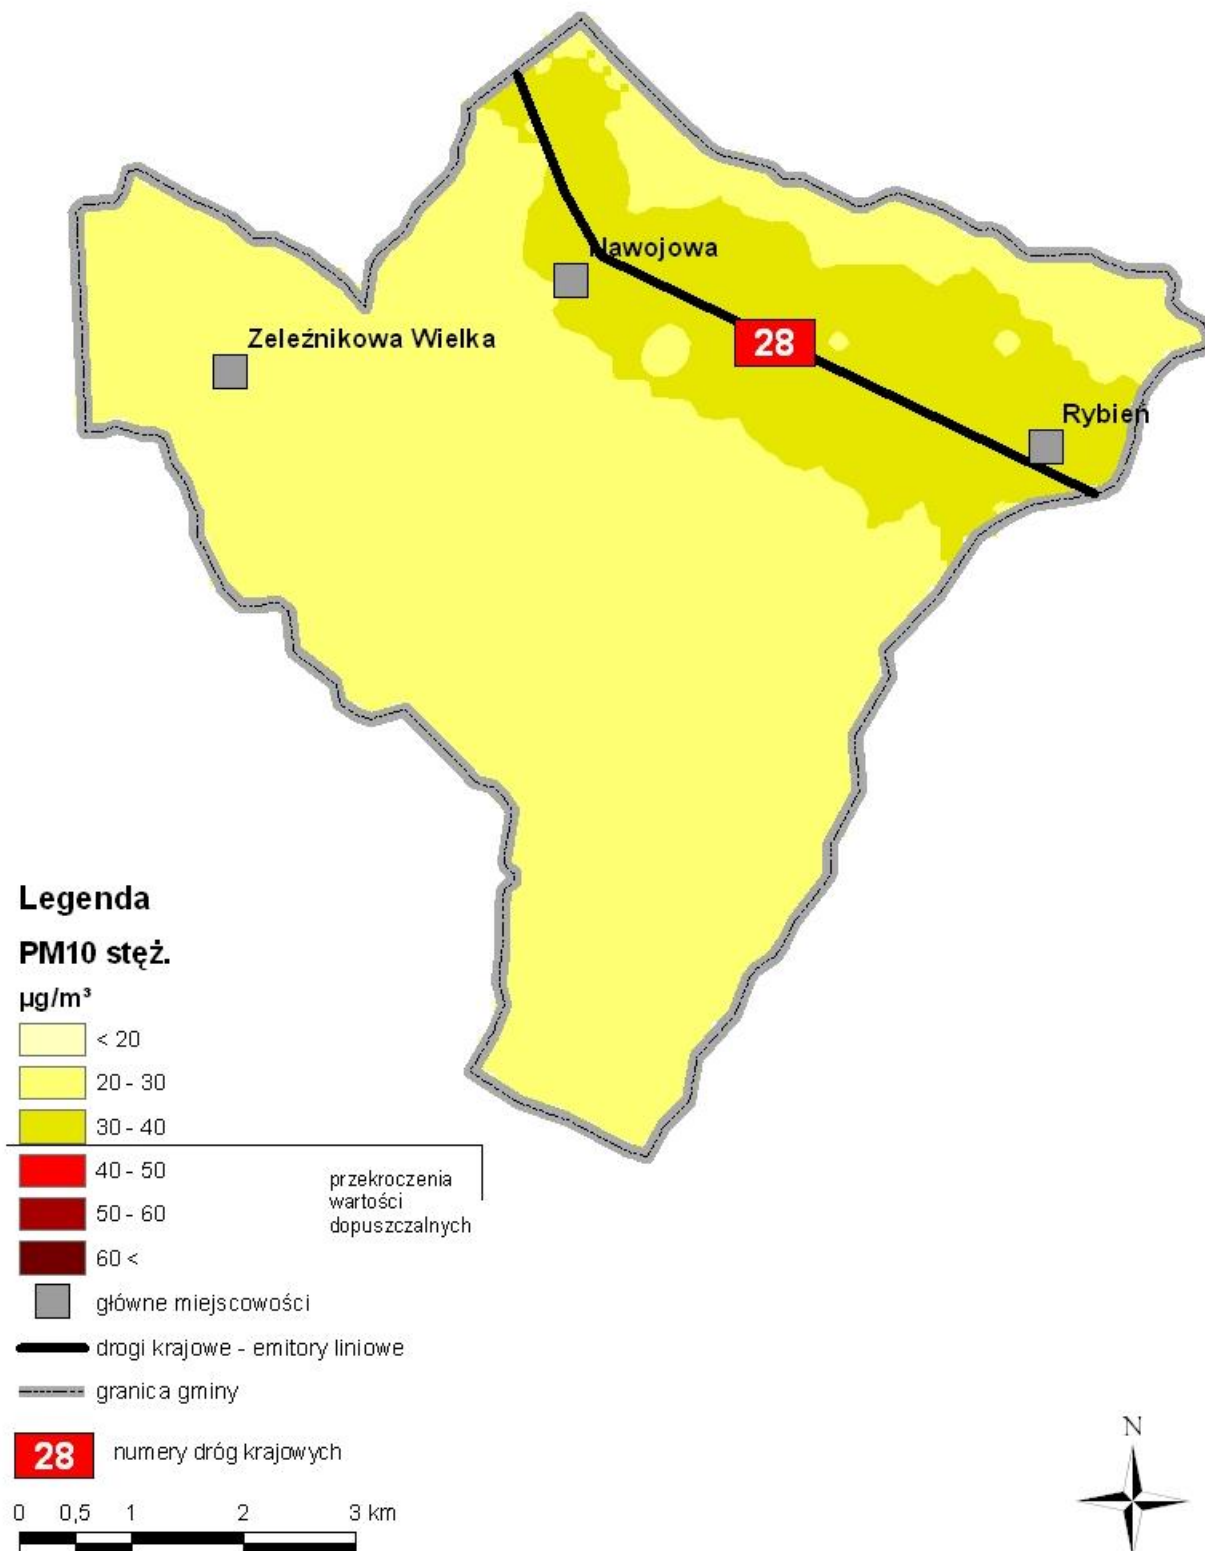 Nawojowa
Zeleźnikowa Wielka
28
Rybień
Legenda
PM10 stęż.
µg/m³
< 20
20 - 30
30 - 40
40 - 50
50 - 60
60 <
przekroczenia
wartości
dopuszczalnych
główne miejscowości
drogi krajowe - emitory liniowe
granica gminy
28 numery dróg krajowych
0 0,5 1 2 3 km
N